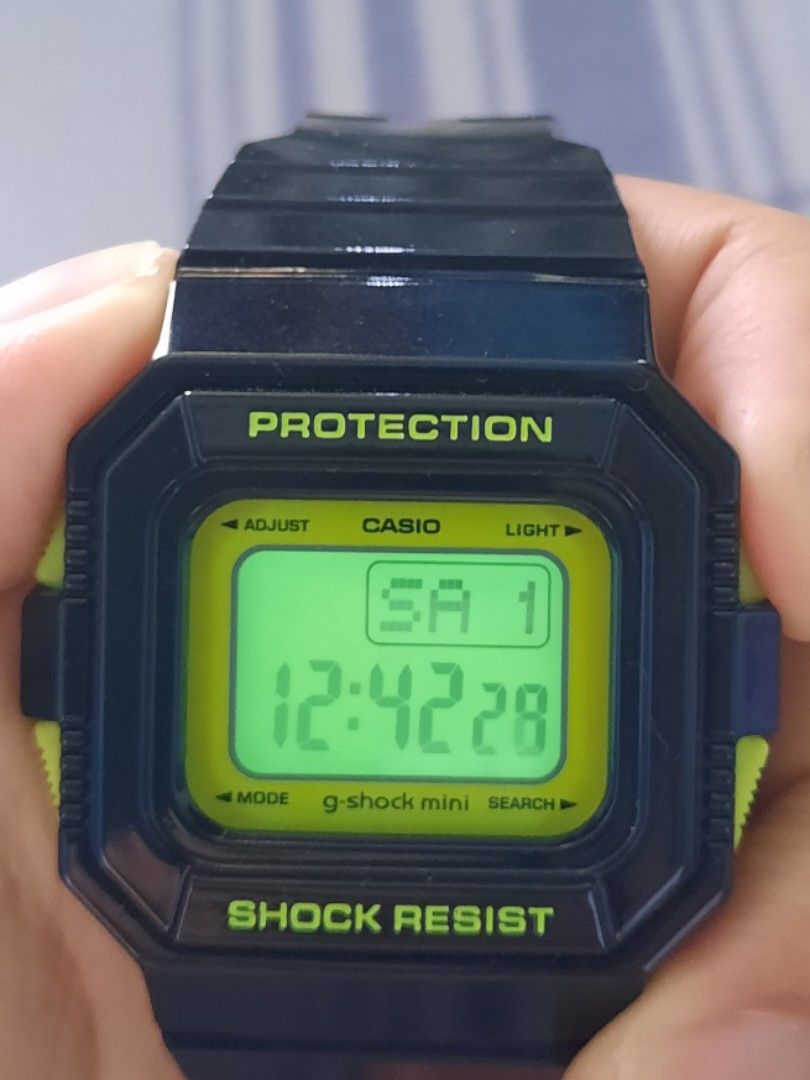 PROTECTION
◄ ADJUST CASIO LIGHT ►
SA 1
12:42 28
◄ MODE g-shock mini SEARCH ►
SHOCK RESIST